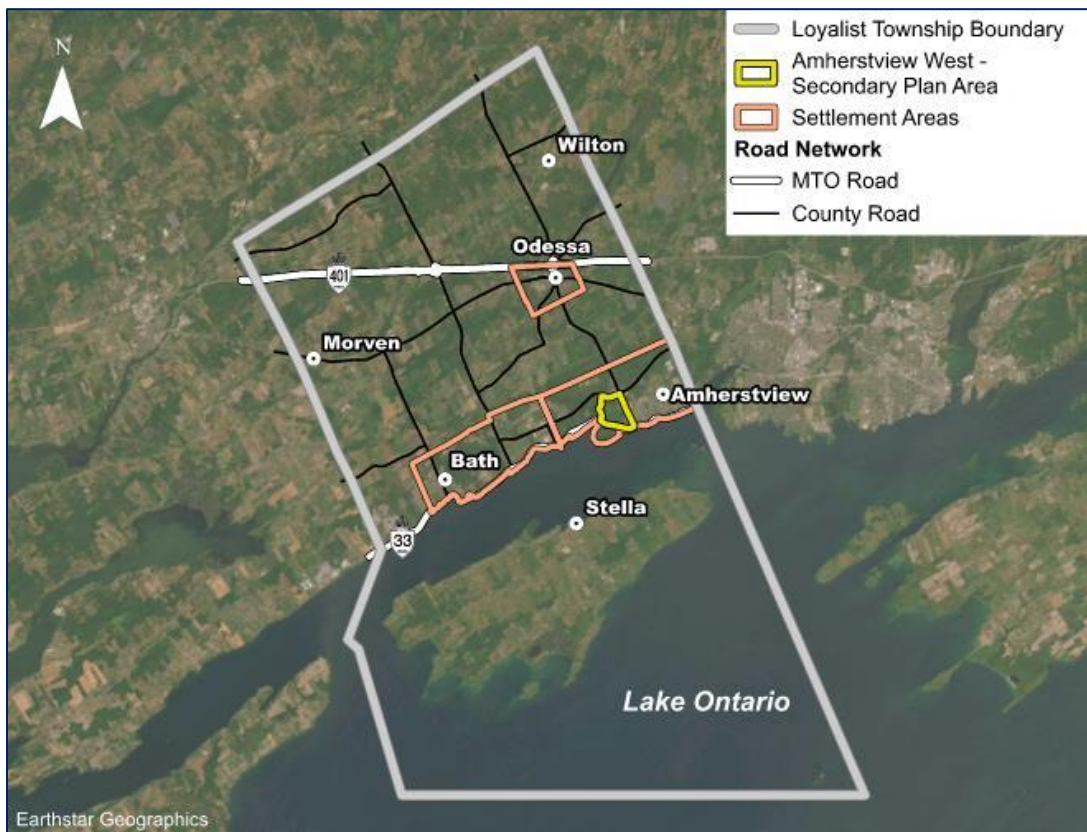 N
Loyalist Township Boundary
Amherstview West -
Secondary Plan Area
Settlement Areas
Road Network
MTO Road
County Road
Wilton
Odessa
401
Morven
Amherstview
Bath
Stella
33
Lake Ontario
Earthstar Geographics